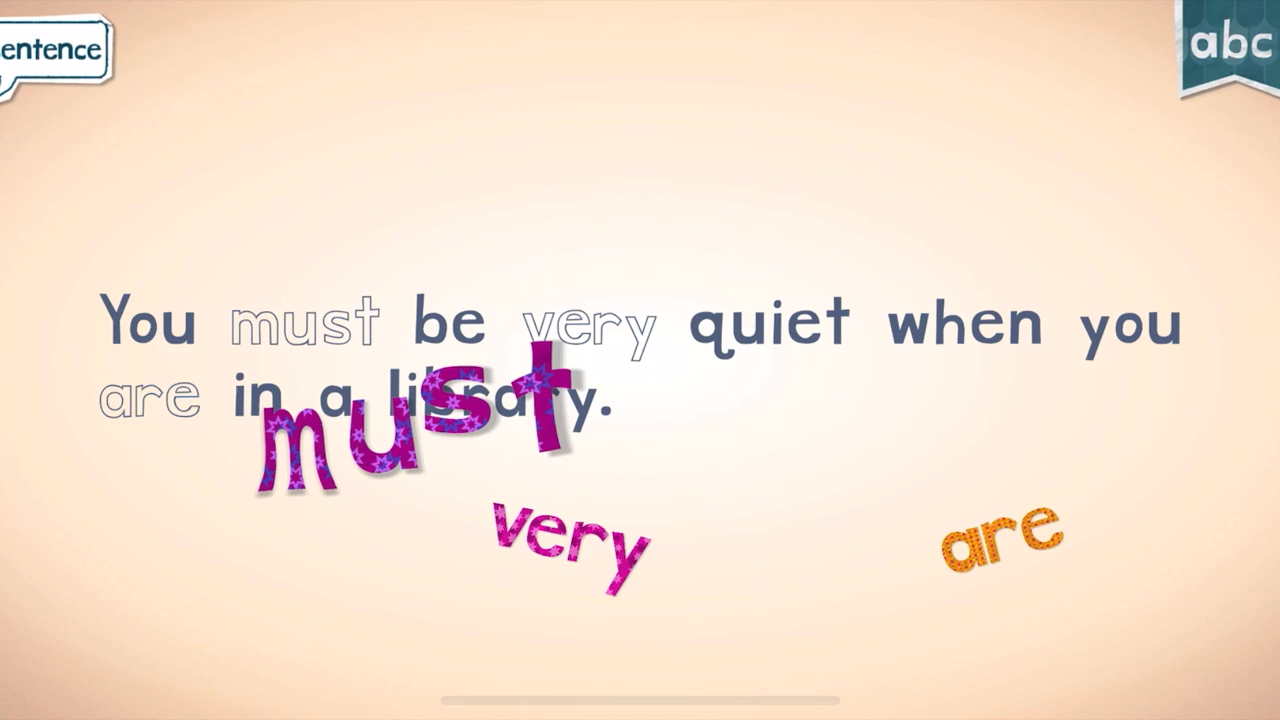 entence
abc
You must be very quiet when you
are in a library.
must
very
are